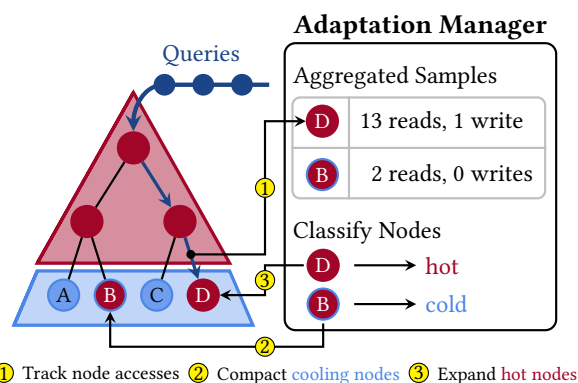 Adaptation Manager
Queries
Aggregated Samples
D 13 reads, 1 write
B 2 reads, 0 writes
1
Classify Nodes
D hot
B cold
3
A B C D
2
1 Track node accesses 2 Compact cooling nodes 3 Expand hot nodes